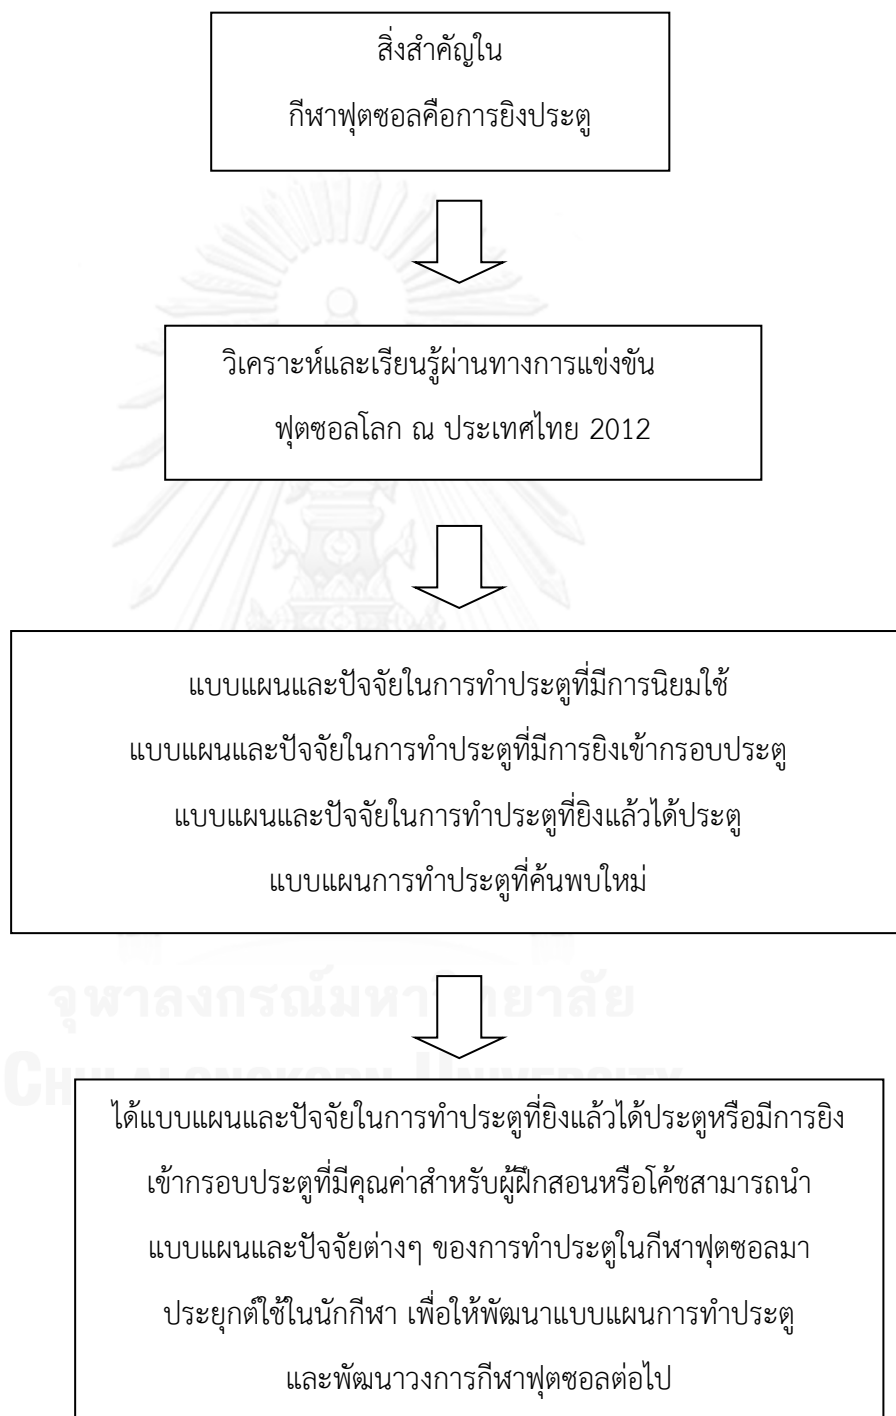 สิ่งสำคัญใน
กีฬาฟุตซอลคือการยิงประตู
วิเคราะห์และเรียนรู้ผ่านทางการแข่งขัน
ฟุตซอลโลก ณ ประเทศไทย 2012
แบบแผนและปัจจัยในการทำประตูที่มีการนิยมใช้
แบบแผนและปัจจัยในการทำประตูที่มีการยิงเข้ากรอบประตู
แบบแผนและปัจจัยในการทำประตูที่ยิงแล้วได้ประตู
แบบแผนการทำประตูที่ค้นพบใหม่
จุฬาลงกรณ์มหาวิทยาลัย
CHULALONGKORN UNIVERSITY
ได้แบบแผนและปัจจัยในการทำประตูที่ยิงแล้วได้ประตูหรือมีการยิง
เข้ากรอบประตูที่มีคุณค่าสำหรับผู้ฝึกสอนหรือโค้ชสามารถนำ
แบบแผนและปัจจัยต่างๆ ของการทำประตูในกีฬาฟุตซอลมา
ประยุกต์ใช้ในนักกีฬา เพื่อให้พัฒนาแบบแผนการทำประตู
และพัฒนาวงการกีฬาฟุตซอลต่อไป